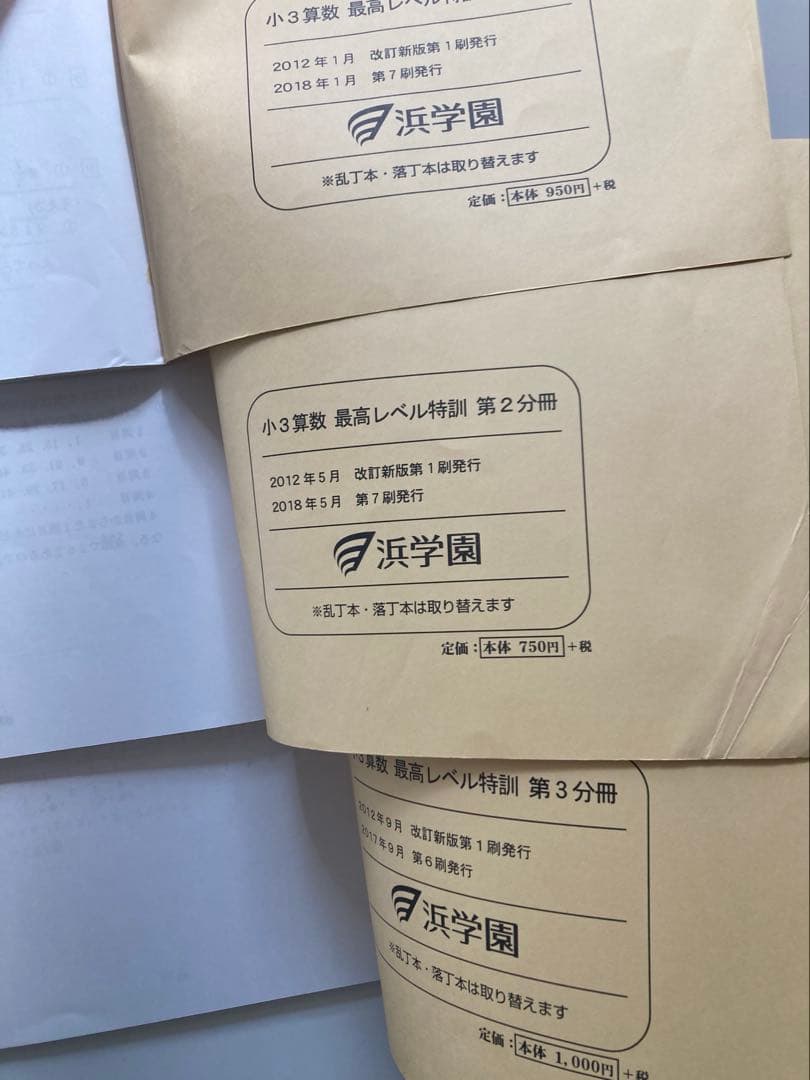 小3算数 最高レベル特訓
2012年1月 改訂新版第1刷発行
2018年1月 第7刷発行
浜学園
※乱丁本・落丁本は取り替えます
定価:本体 950円+税
小3算数 最高レベル特訓 第2分冊
2012年5月 改訂新版第1刷発行
2018年5月 第7刷発行
浜学園
※乱丁本・落丁本は取り替えます
定価:本体 750円+税
小3算数 最高レベル特訓 第3分冊
2012年9月 改訂新版第1刷発行
2017年9月 第6刷発行
浜学園
※乱丁本・落丁本は取り替えます
定価:本体 1,000円+税